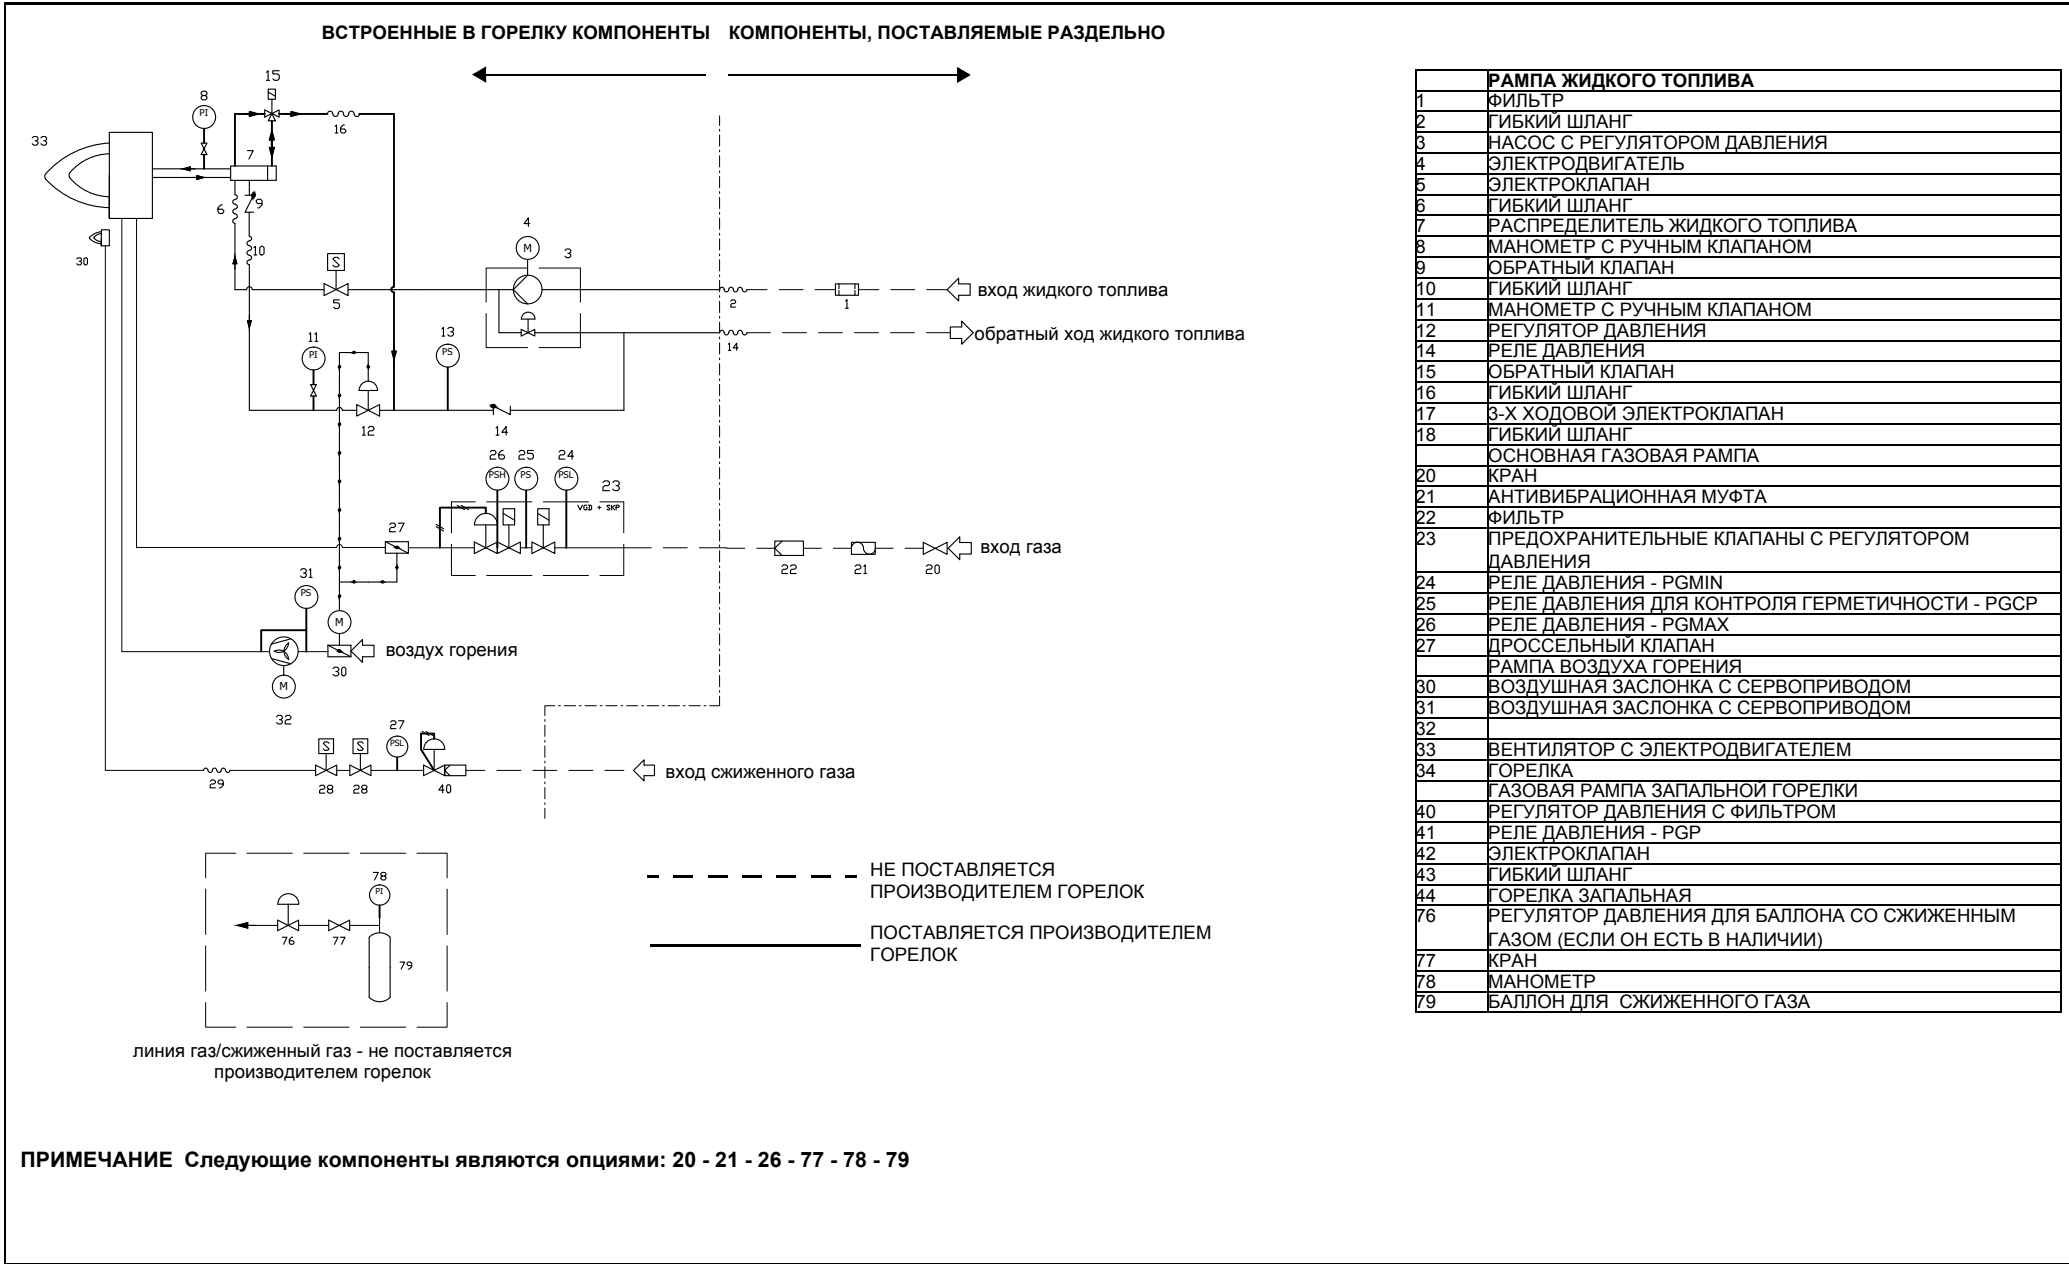 ВСТРОЕННЫЕ В ГОРЕЛКУ КОМПОНЕНТЫ КОМПОНЕНТЫ, ПОСТАВЛЯЕМЫЕ РАЗДЕЛЬНО
15
8
PI
16
33
7
6
9
10
30
4
M
3
S
5
2
1
вход жидкого топлива
14
обратный ход жидкого топлива
11
PI
13
PS
12
14
26 25 24
PSH PS PSL
23
VGD + SKP
27
22 21 20
вход газа
31
PS
M
30
воздух горения
M
32
27
S S PSL
29 28 28 40
вход сжиженного газа
78
PI
76 77
79
линия газ/сжиженный газ - не поставляется
производителем горелок
НЕ ПОСТАВЛЯЕТСЯ
ПРОИЗВОДИТЕЛЕМ ГОРЕЛОК
ПОСТАВЛЯЕТСЯ ПРОИЗВОДИТЕЛЕМ
ГОРЕЛОК
РАМПА ЖИДКОГО ТОПЛИВА
1 ФИЛЬТР
2 ГИБКИЙ ШЛАНГ
3 НАСОС С РЕГУЛЯТОРОМ ДАВЛЕНИЯ
4 ЭЛЕКТРОДВИГАТЕЛЬ
5 ЭЛЕКТРОКЛАПАН
6 ГИБКИЙ ШЛАНГ
7 РАСПРЕДЕЛИТЕЛЬ ЖИДКОГО ТОПЛИВА
8 МАНОМЕТР С РУЧНЫМ КЛАПАНОМ
9 ОБРАТНЫЙ КЛАПАН
10 ГИБКИЙ ШЛАНГ
11 МАНОМЕТР С РУЧНЫМ КЛАПАНОМ
12 РЕГУЛЯТОР ДАВЛЕНИЯ
14 РЕЛЕ ДАВЛЕНИЯ
15 ОБРАТНЫЙ КЛАПАН
16 ГИБКИЙ ШЛАНГ
17 3-Х ХОДОВОЙ ЭЛЕКТРОКЛАПАН
18 ГИБКИЙ ШЛАНГ
ОСНОВНАЯ ГАЗОВАЯ РАМПА
20 КРАН
21 АНТИВИБРАЦИОННАЯ МУФТА
22 ФИЛЬТР
23 ПРЕДОХРАНИТЕЛЬНЫЕ КЛАПАНЫ С РЕГУЛЯТОРОМ
ДАВЛЕНИЯ
24 РЕЛЕ ДАВЛЕНИЯ - PGMIN
25 РЕЛЕ ДАВЛЕНИЯ ДЛЯ КОНТРОЛЯ ГЕРМЕТИЧНОСТИ - PGCP
26 РЕЛЕ ДАВЛЕНИЯ - PGMAX
27 ДРОССЕЛЬНЫЙ КЛАПАН
РАМПА ВОЗДУХА ГОРЕНИЯ
30 ВОЗДУШНАЯ ЗАСЛОНКА С СЕРВОПРИВОДОМ
31 ВОЗДУШНАЯ ЗАСЛОНКА С СЕРВОПРИВОДОМ
32
33 ВЕНТИЛЯТОР С ЭЛЕКТРОДВИГАТЕЛЕМ
34 ГОРЕЛКА
ГАЗОВАЯ РАМПА ЗАПАЛЬНОЙ ГОРЕЛКИ
40 РЕГУЛЯТОР ДАВЛЕНИЯ С ФИЛЬТРОМ
41 РЕЛЕ ДАВЛЕНИЯ - PGP
42 ЭЛЕКТРОКЛАПАН
43 ГИБКИЙ ШЛАНГ
44 ГОРЕЛКА ЗАПАЛЬНАЯ
76 РЕГУЛЯТОР ДАВЛЕНИЯ ДЛЯ БАЛЛОНА СО СЖИЖЕННЫМ
ГАЗОМ (ЕСЛИ ОН ЕСТЬ В НАЛИЧИИ)
77 КРАН
78 МАНОМЕТР
79 БАЛЛОН ДЛЯ СЖИЖЕННОГО ГАЗА
ПРИМЕЧАНИЕ Следующие компоненты являются опциями: 20 - 21 - 26 - 77 - 78 - 79